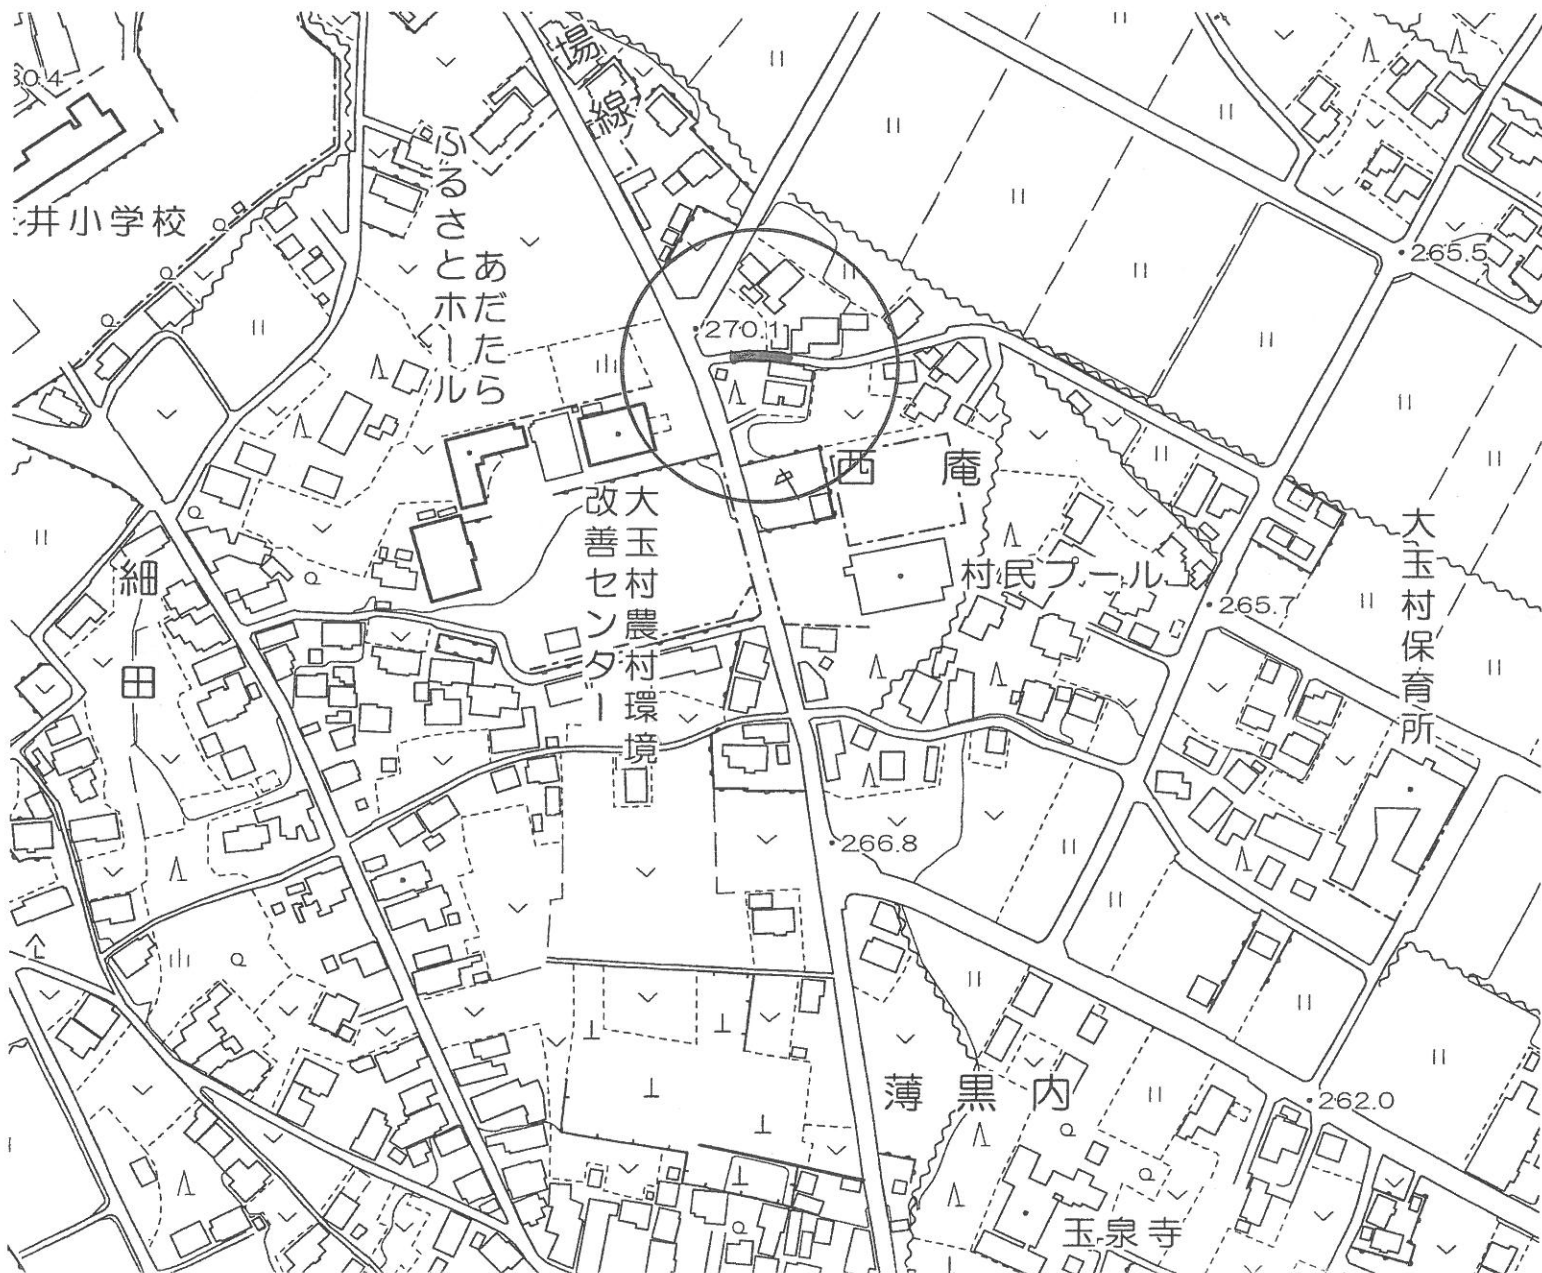 場線
80.4
井小学校
あだたら
ふるさとホール
265.5
270.1
西庵
大玉村農村環境
改善センター
村民プール
265.7
大玉村保育所
細田
266.8
薄黒内
262.0
玉泉寺